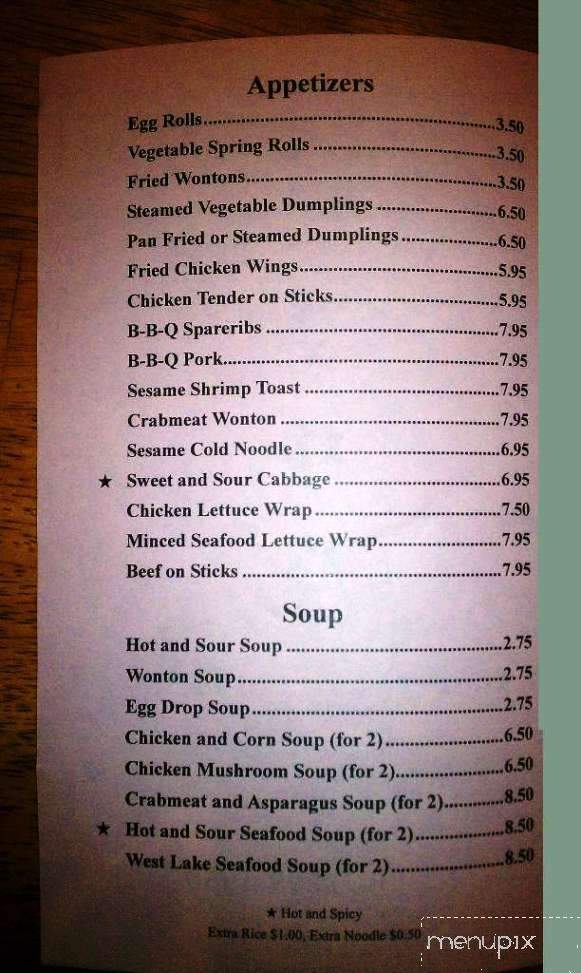 Appetizers
Egg Rolls....................3.50
Vegetable Spring Rolls ....................3.50
Fried Wontons....................3.50
Steamed Vegetable Dumplings ....................6.50
Pan Fried or Steamed Dumplings....................6.50
Fried Chicken Wings....................5.95
Chicken Tender on Sticks....................5.95
B-B-Q Spareribs ....................7.95
B-B-Q Pork....................7.95
Sesame Shrimp Toast ....................7.95
Crabmeat Wonton ....................7.95
Sesame Cold Noodle....................6.95
★ Sweet and Sour Cabbage ....................6.95
Chicken Lettuce Wrap....................7.50
Minced Seafood Lettuce Wrap....................7.95
Beef on Sticks ....................7.95
Soup
Hot and Sour Soup ....................2.75
Wonton Soup....................2.75
Egg Drop Soup....................2.75
Chicken and Corn Soup (for 2)....................6.50
Chicken Mushroom Soup (for 2)....................6.50
Crabmeat and Asparagus Soup (for 2)....................8.50
★ Hot and Sour Seafood Soup (for 2)....................8.50
West Lake Seafood Soup (for 2)....................8.50
★ Hot and Spicy
Extra Rice $1.00, Extra Noodle $0.50
menupix